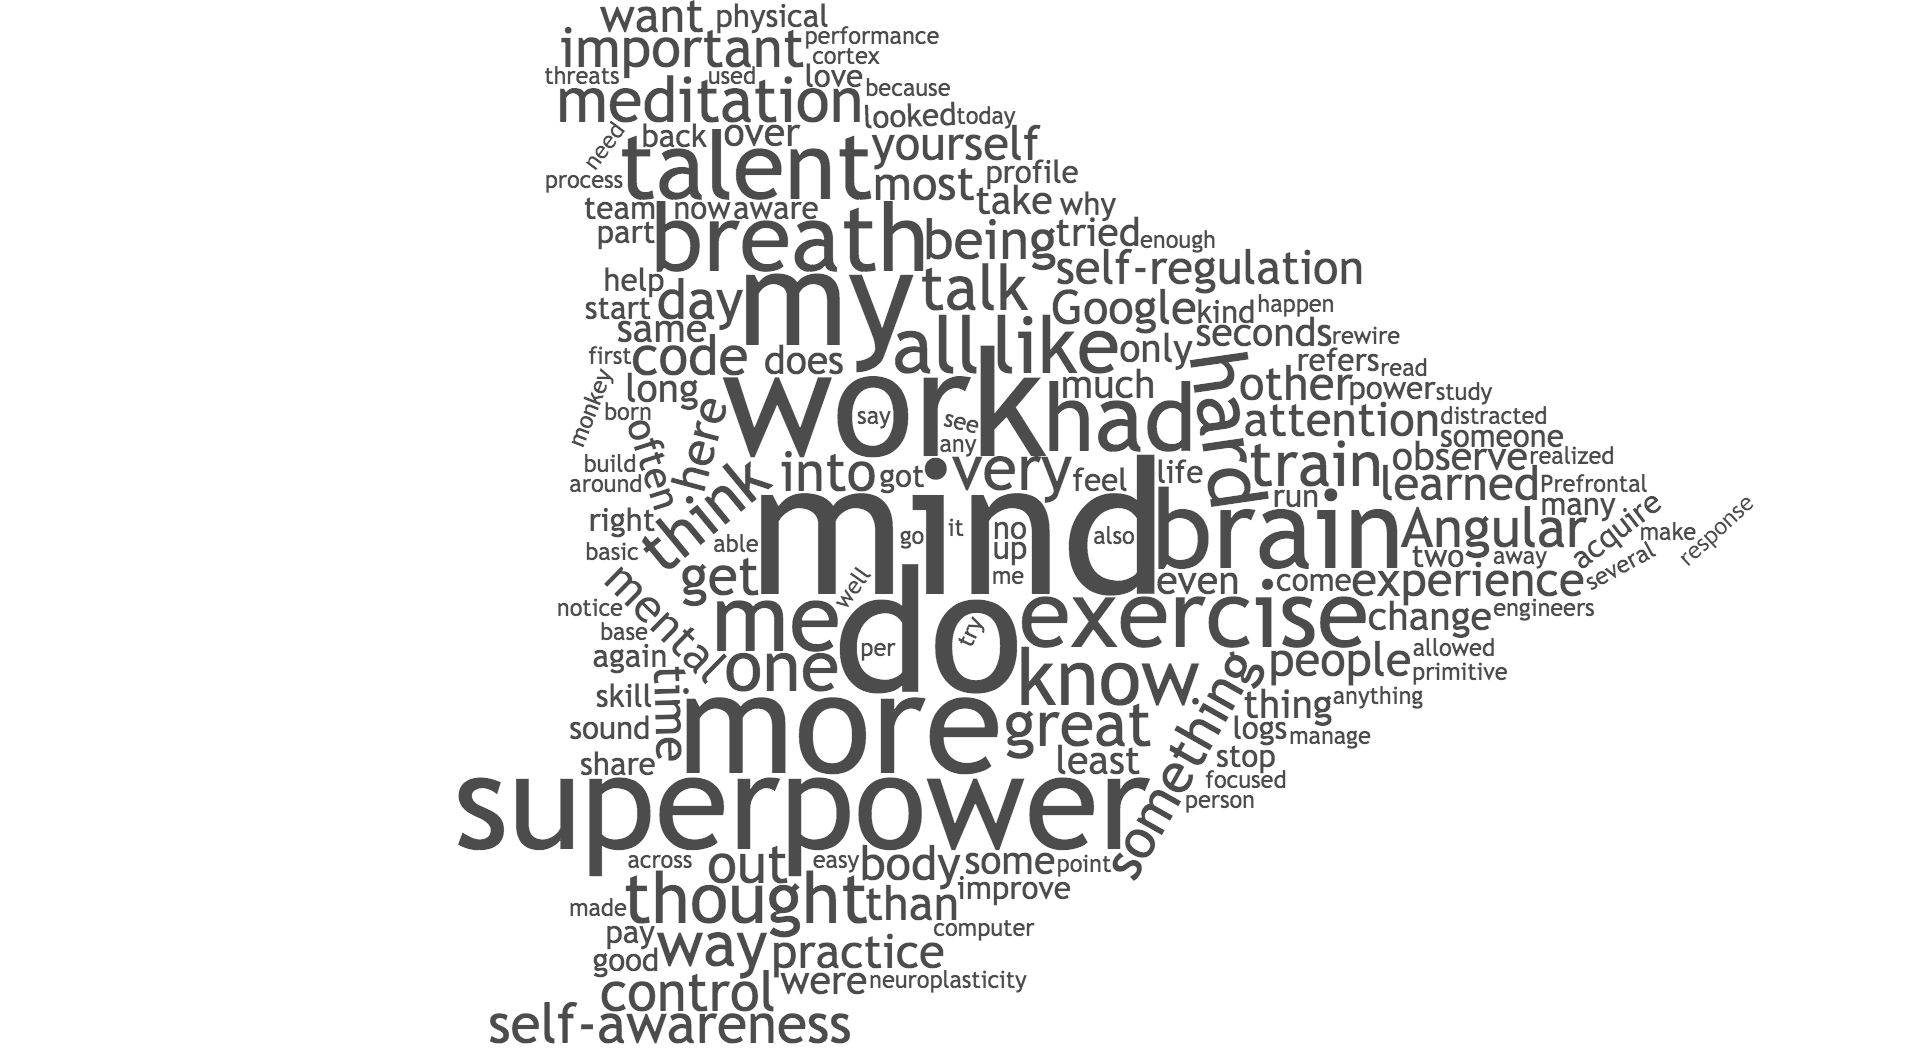 want physical
important performance
cortex
threats used love
meditation because
looked today
need back over yourself
talent
process most profile
team now aware take why
part breath being tried enough
self-regulation
help my talk
start day Google kind happen
same all like seconds rewire
first code does only refers read
monkey long work much hard other power study
born often here say see had attention distracted
any someone
build think into got very feel life train observe realized
around learned Prefrontal
run many acquire
right mind brain Angular make response
basic able go it no up also two away several
get me even come experience
notice mental me well do exercise change engineers
base per try
again one know people allowed
primitive
skill time more something thing anything
sound great logs manage
share least stop
superpower focused
person
across out easy body some point
made thought than improve
pay way practice computer
good
control were neuroplasticity
self-awareness